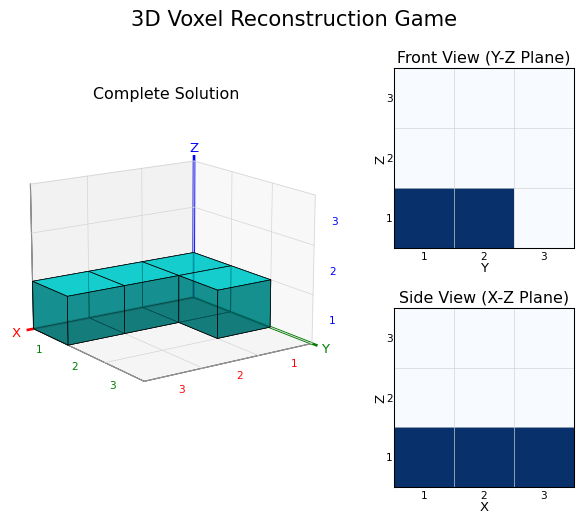 3D Voxel Reconstruction Game
Complete Solution
Z
3
2
1
X
Y
1
2
3
3
2
1
Front View (Y-Z Plane)
Z
3
2
1
1 2 3
Y
Side View (X-Z Plane)
Z
3
2
1
1 2 3
X